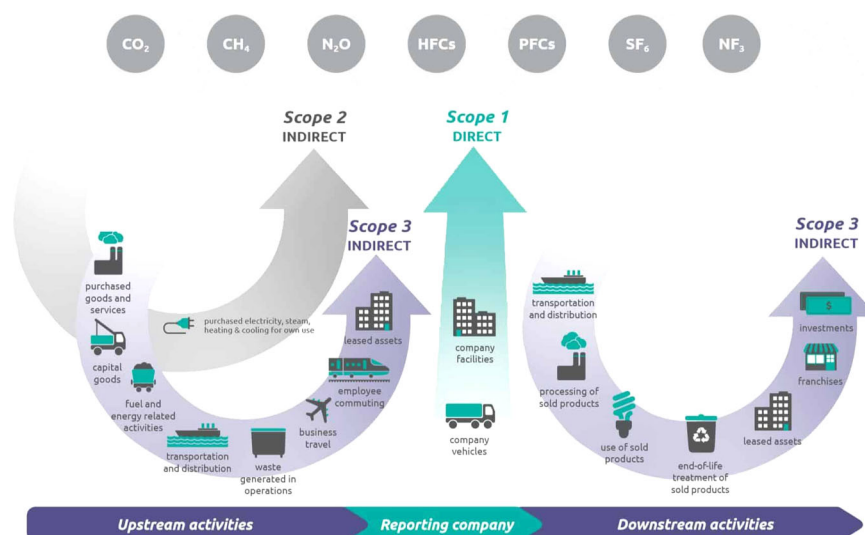 CO₂
CH₄
N₂O
HFCs
PFCs
SF₆
NF₃
Scope 2
INDIRECT
Scope 1
DIRECT
Scope 3
INDIRECT
Scope 3
INDIRECT
purchased
goods and
services
capital
goods
fuel and
energy related
activities
transportation
and distribution
waste
generated in
operations
business
travel
employee
commuting
leased assets
purchased electricity, steam,
heating & cooling for own use
company
facilities
company
vehicles
transportation
and distribution
processing of
sold products
use of sold
products
end-of-life
treatment of
sold products
leased assets
franchises
$
investments
Upstream activities
Reporting company
Downstream activities